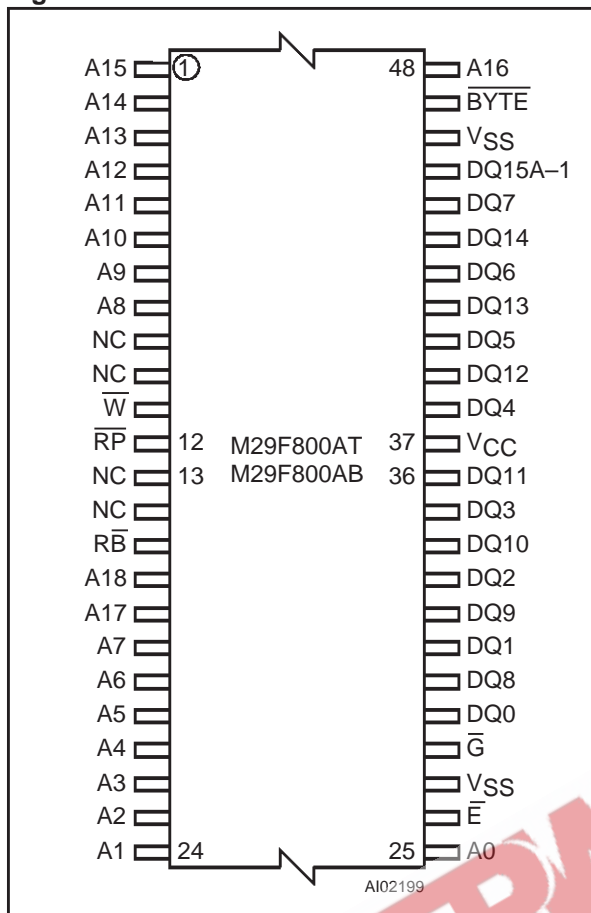 A15 1 48 A16
A14 B̅Y̅T̅E̅
A13 VSS
A12 DQ15A–1
A11 DQ7
A10 DQ14
A9 DQ6
A8 DQ13
NC DQ5
NC DQ12
W̅ DQ4
R̅P̅ 12 M29F800AT 37 VCC
NC 13 M29F800AB 36 DQ11
NC DQ3
RB̅ DQ10
A18 DQ2
A17 DQ9
A7 DQ1
A6 DQ8
A5 DQ0
A4 G̅
A3 VSS
A2 E̅
A1 24 25 A0
AI02199